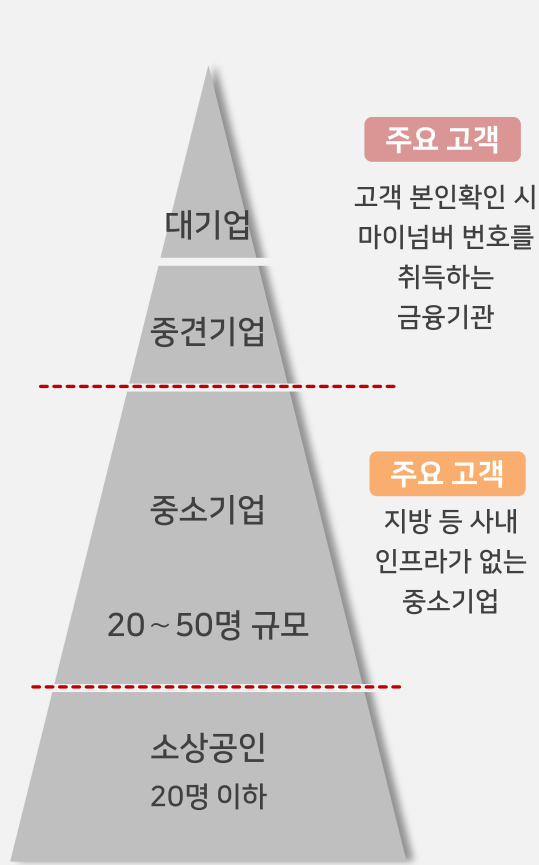 주요 고객
고객 본인확인 시
마이넘버 번호를
취득하는
금융기관
대기업
중견기업
주요 고객
지방 등 사내
인프라가 없는
중소기업
중소기업
20~50명 규모
소상공인
20명 이하